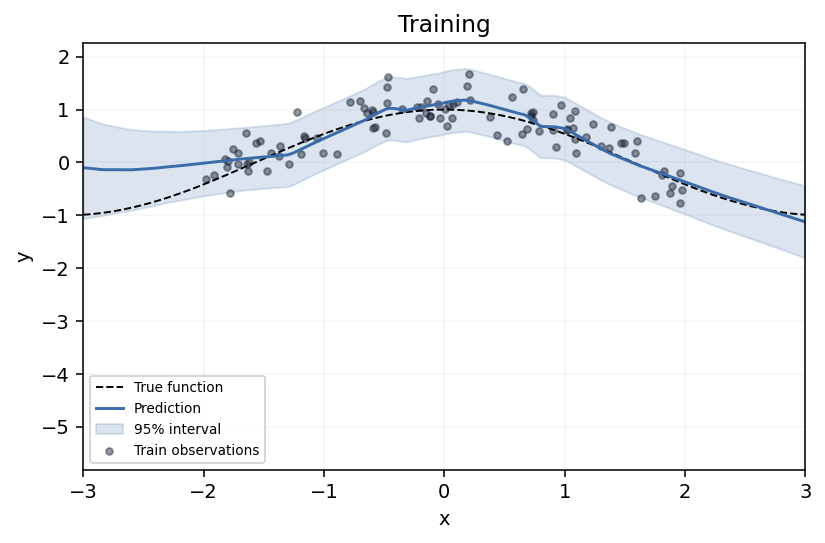 Training
2
1
0
−1
−2
−3
−4
−5
y
True function
Prediction
95% interval
Train observations
−3 −2 −1 0 1 2 3
x